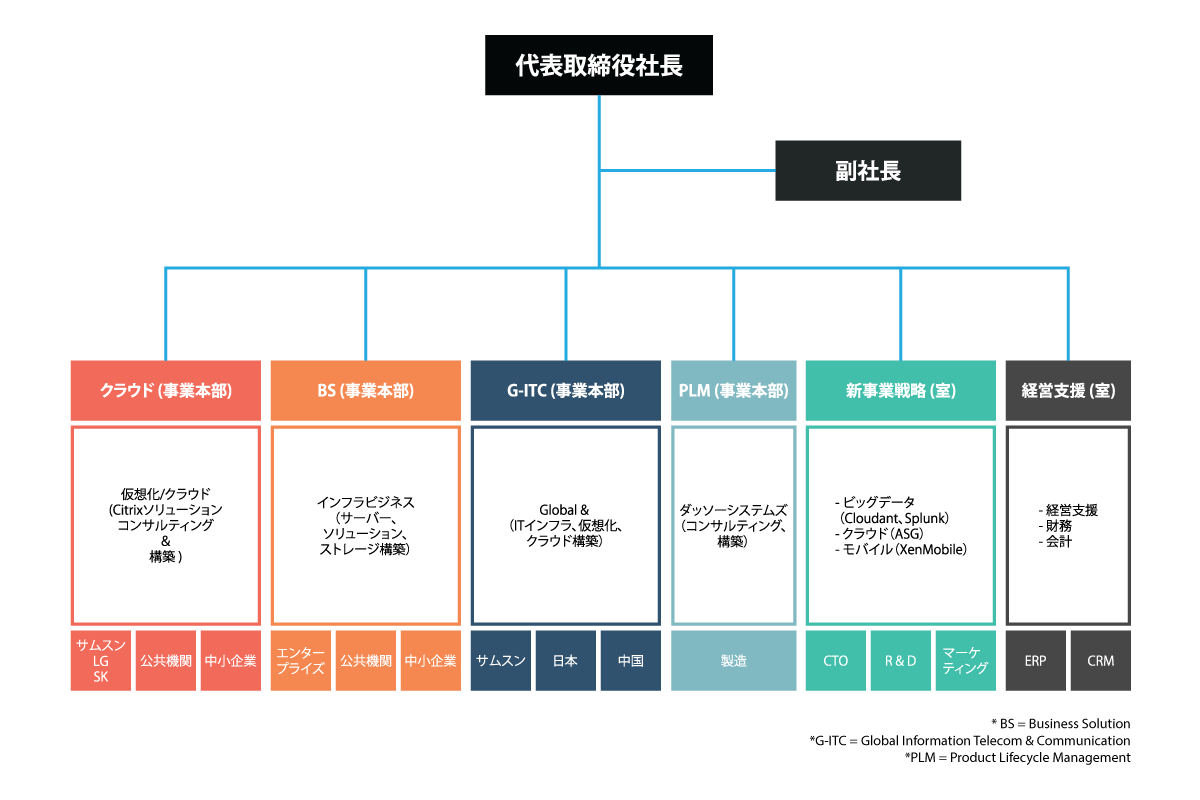 代表取締役社長
副社長
クラウド (事業本部)
BS (事業本部)
G-ITC (事業本部)
PLM (事業本部)
新事業戦略 (室)
経営支援 (室)
仮想化/クラウド
(Citrixソリューション
コンサルティング
&
構築 )
インフラビジネス
(サーバー、
ソリューション、
ストレージ構築)
Global &
(ITインフラ、仮想化、
クラウド構築)
ダッソーシステムズ
(コンサルティング、
構築)
- ビッグデータ
(Cloudant、Splunk)
- クラウド (ASG)
- モバイル (XenMobile)
- 経営支援
- 財務
- 会計
サムスン
LG
SK
公共機関
中小企業
エンター
プライズ
公共機関
中小企業
サムスン
日本
中国
製造
CTO
R & D
マーケ
ティング
ERP
CRM
* BS = Business Solution
*G-ITC = Global Information Telecom & Communication
*PLM = Product Lifecycle Management